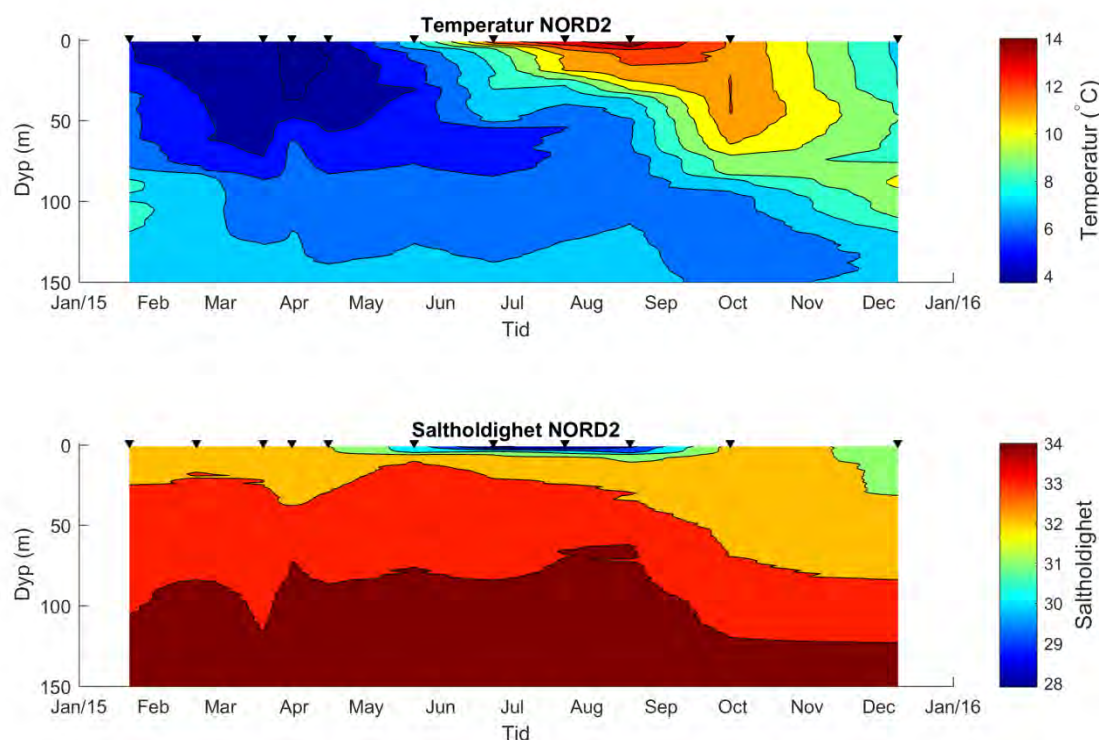 Temperatur NORD2
0
50
100
150
Dyp (m)
Jan/15 Feb Mar Apr May Jun Jul Aug Sep Oct Nov Dec Jan/16
Tid
14
12
10
8
6
4
Temperatur (°C)
Saltholdighet NORD2
0
50
100
150
Dyp (m)
Jan/15 Feb Mar Apr May Jun Jul Aug Sep Oct Nov Dec Jan/16
Tid
34
33
32
31
30
29
28
Saltholdighet